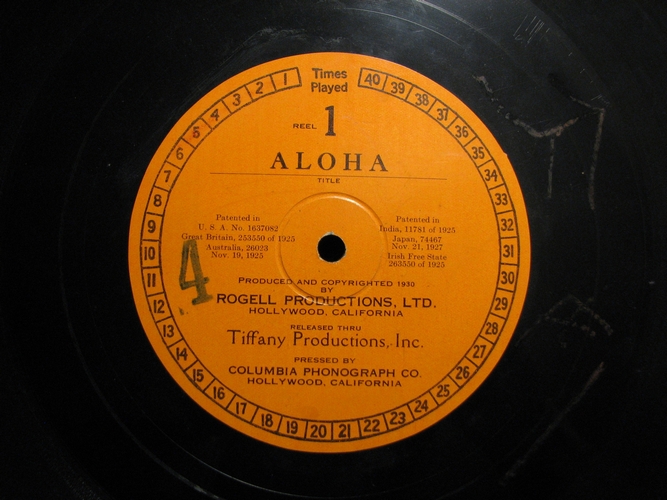 Times
Played
1 2 3 4 5 6 7 8 9 10 11 12 13 14 15 16 17 18 19 20 21 22 23 24 25 26 27 28 29 30 31 32 33 34 35 36 37 38 39 40
REEL 1
ALOHA
TITLE
Patented in
U. S. A. No. 1637082
Great Britain, 253550 of 1925
Australia, 26023
Nov. 19, 1925
Patented in
India, 11781 of 1925
Japan, 74467
Nov. 21, 1927
Irish Free State
263550 of 1925
4
PRODUCED AND COPYRIGHTED 1930
BY
ROGELL PRODUCTIONS, LTD.
HOLLYWOOD, CALIFORNIA
RELEASED THRU
Tiffany Productions, Inc.
PRESSED BY
COLUMBIA PHONOGRAPH CO.
HOLLYWOOD, CALIFORNIA